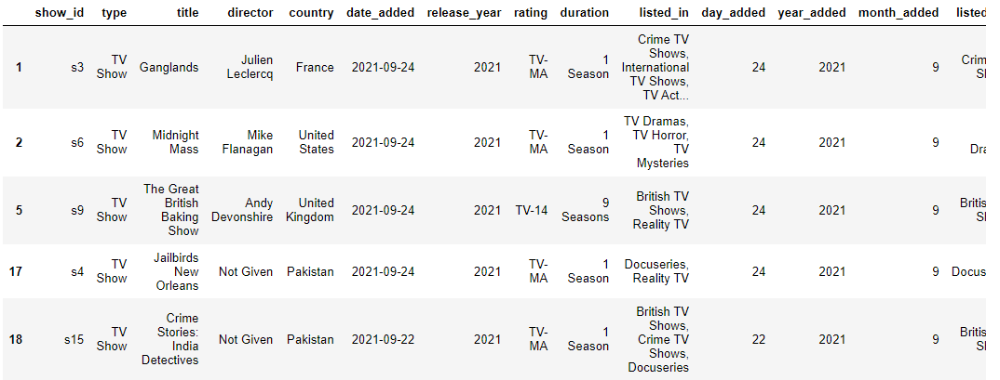 show_id type title director country date_added release_year rating duration listed_in day_added year_added month_added listed
1 s3 TV Show Ganglands Julien Leclercq France 2021-09-24 2021 TV-MA 1 Season Crime TV Shows, International TV Shows, TV Act... 24 2021 9 Crim SI
2 s6 TV Show Midnight Mass Mike Flanagan United States 2021-09-24 2021 TV-MA 1 Season TV Dramas, TV Horror, TV Mysteries 24 2021 9 Dra
5 s9 TV Show The Great British Baking Show Andy Devonshire United Kingdom 2021-09-24 2021 TV-14 9 Seasons British TV Shows, Reality TV 24 2021 9 Britis SI
17 s4 TV Show Jailbirds New Orleans Not Given Pakistan 2021-09-24 2021 TV-MA 1 Season Docuseries, Reality TV 24 2021 9 Docus
18 s15 TV Show Crime Stories: India Detectives Not Given Pakistan 2021-09-22 2021 TV-MA 1 Season British TV Shows, Crime TV Shows, Docuseries 22 2021 9 Britis SI